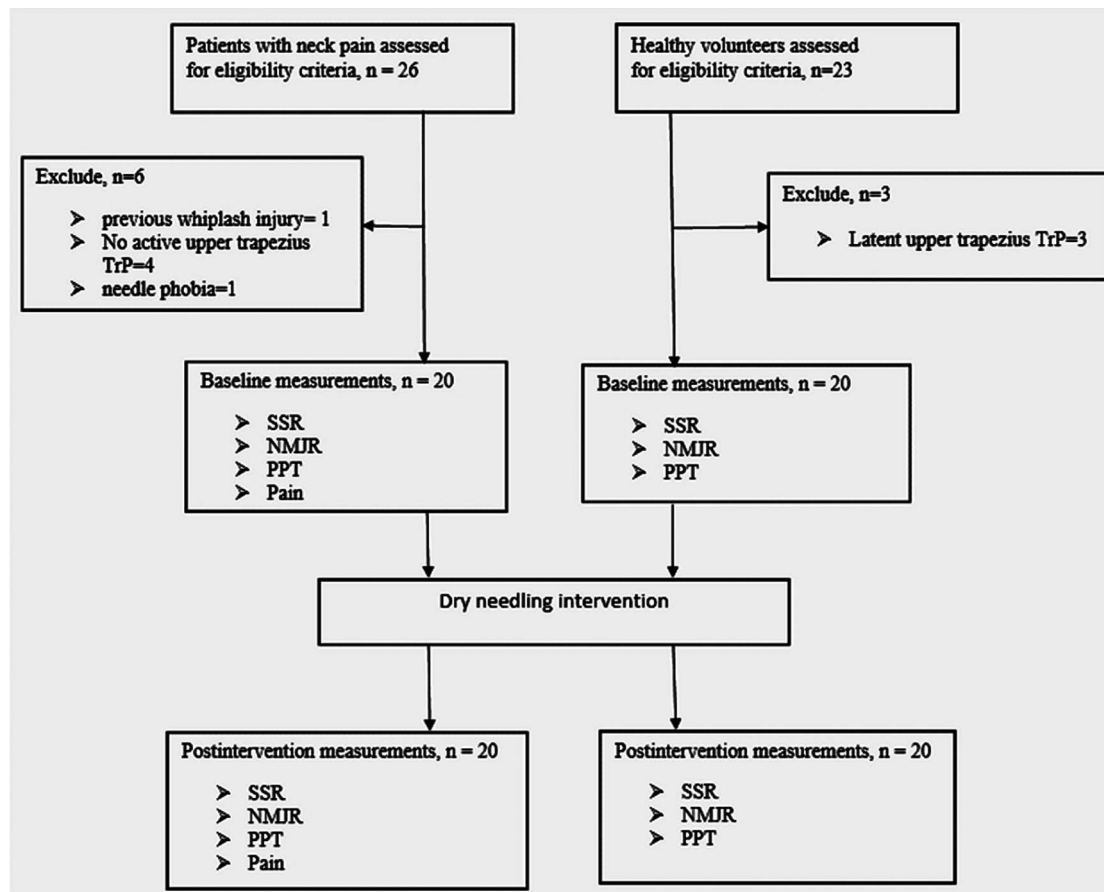 Patients with neck pain assessed
for eligibility criteria, n = 26
Healthy volunteers assessed
for eligibility criteria, n=23
Exclude, n=6
➤ previous whiplash injury= 1
➤ No active upper trapezius
TrP=4
➤ needle phobia=1
Exclude, n=3
➤ Latent upper trapezius TrP=3
Baseline measurements, n = 20
➤ SSR
➤ NMJR
➤ PPT
➤ Pain
Baseline measurements, n = 20
➤ SSR
➤ NMJR
➤ PPT
Dry needling intervention
Postintervention measurements, n = 20
➤ SSR
➤ NMJR
➤ PPT
➤ Pain
Postintervention measurements, n = 20
➤ SSR
➤ NMJR
➤ PPT